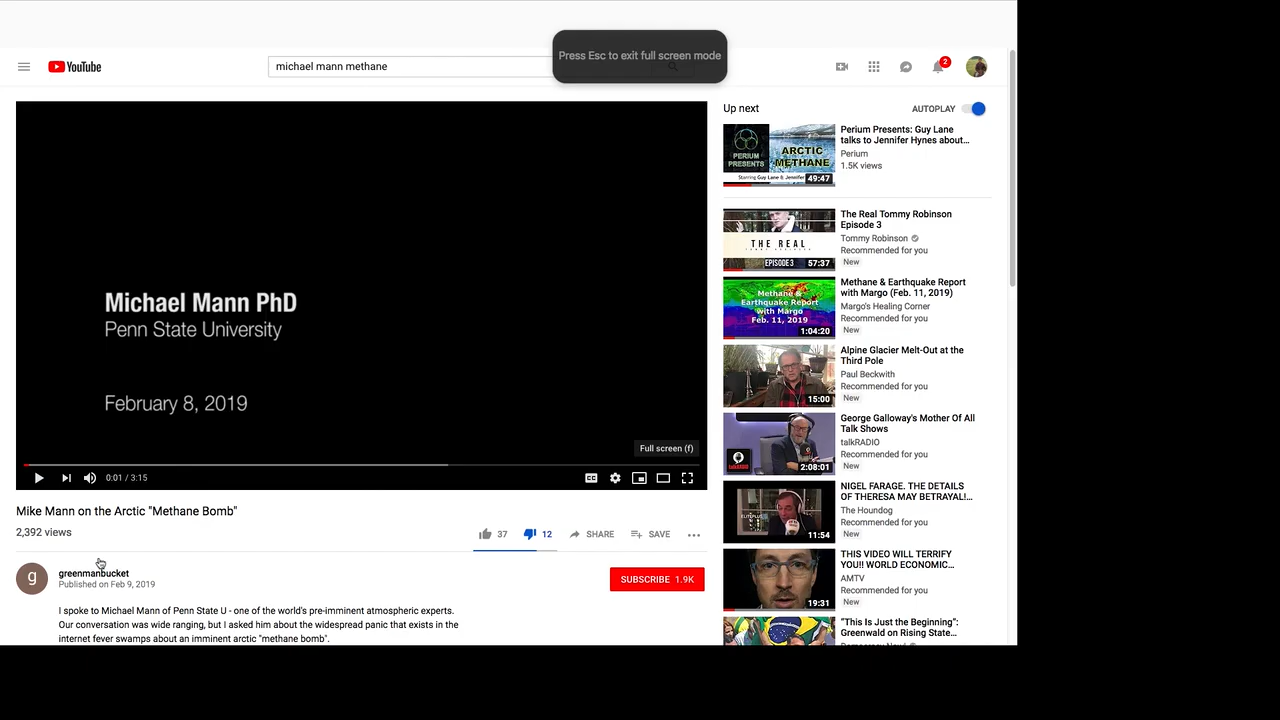 Press Esc to exit full screen mode
YouTube
michael mann methane
2
Michael Mann PhD
Penn State University
February 8, 2019
Full screen (f)
0:01 / 3:15
Mike Mann on the Arctic "Methane Bomb"
2,392 views
37
12
SHARE
SAVE
g
greenmanbucket
Published on Feb 9, 2019
SUBSCRIBE 1.9K
I spoke to Michael Mann of Penn State U - one of the world's pre-imminent atmospheric experts.
Our conversation was wide ranging, but I asked him about the widespread panic that exists in the
internet fever swamps about an imminent arctic "methane bomb".
Up next
AUTOPLAY
PERIUM
PRESENTS
ARCTIC
METHANE
Starring Guy Lane & Jennifer
49:47
Perium Presents: Guy Lane
talks to Jennifer Hynes about...
Perium
1.5K views
THE REAL
EPISODE 3
57:37
The Real Tommy Robinson
Episode 3
Tommy Robinson
Recommended for you
New
Methane &
Earthquake Report
with Margo
Feb. 11, 2019
1:04:20
Methane & Earthquake Report
with Margo (Feb. 11, 2019)
Margo's Healing Corner
Recommended for you
New
15:00
Alpine Glacier Melt-Out at the
Third Pole
Paul Beckwith
Recommended for you
New
2:08:01
George Galloway's Mother Of All
Talk Shows
talkRADIO
Recommended for you
New
11:54
NIGEL FARAGE. THE DETAILS
OF THERESA MAY BETRAYAL!...
The Houndog
Recommended for you
New
19:31
THIS VIDEO WILL TERRIFY
YOU!! WORLD ECONOMIC...
AMTV
Recommended for you
New
"This Is Just the Beginning":
Greenwald on Rising State...